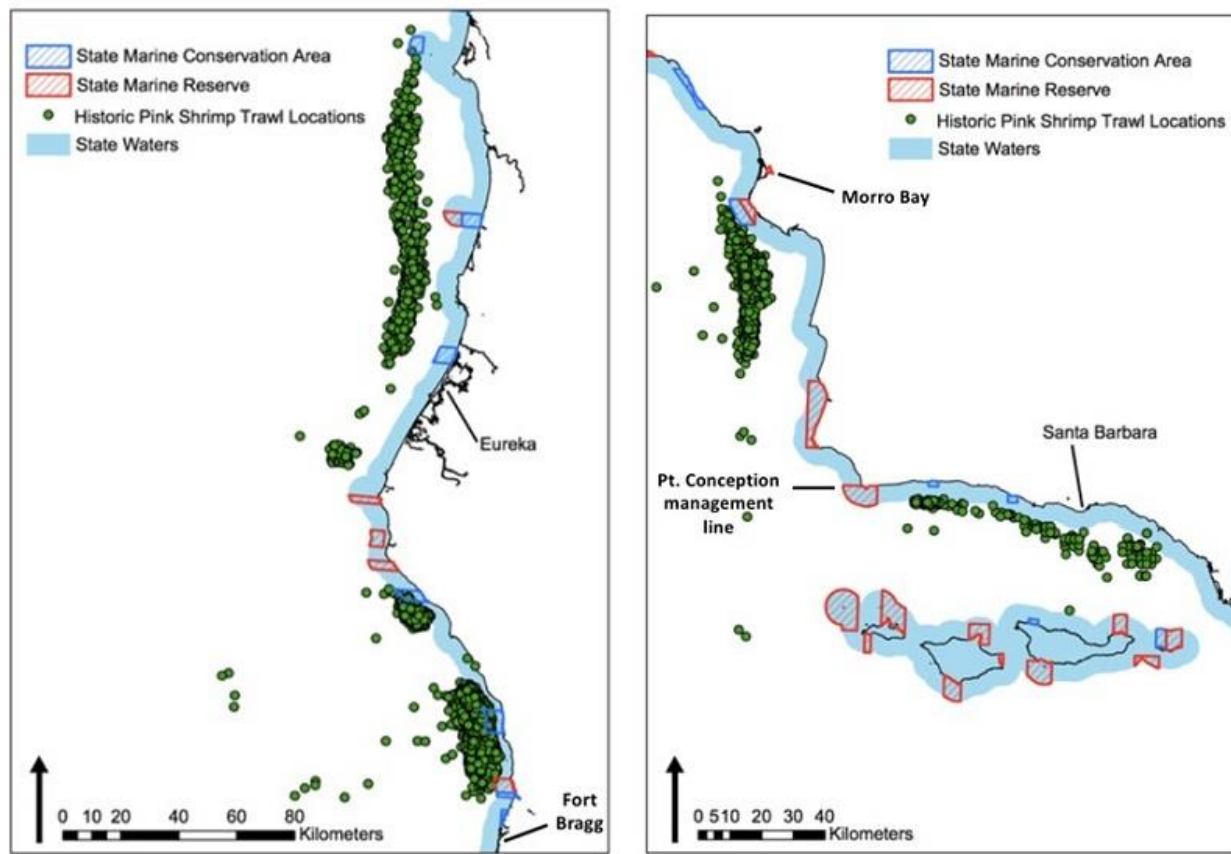 State Marine Conservation Area
State Marine Reserve
Historic Pink Shrimp Trawl Locations
State Waters
Eureka
Fort
Bragg
0 5 10 20 40 60 80
Kilometers
State Marine Conservation Area
State Marine Reserve
Historic Pink Shrimp Trawl Locations
State Waters
Morro Bay
Santa Barbara
Pt. Conception
management
line
0 510 20 30 40
Kilometers